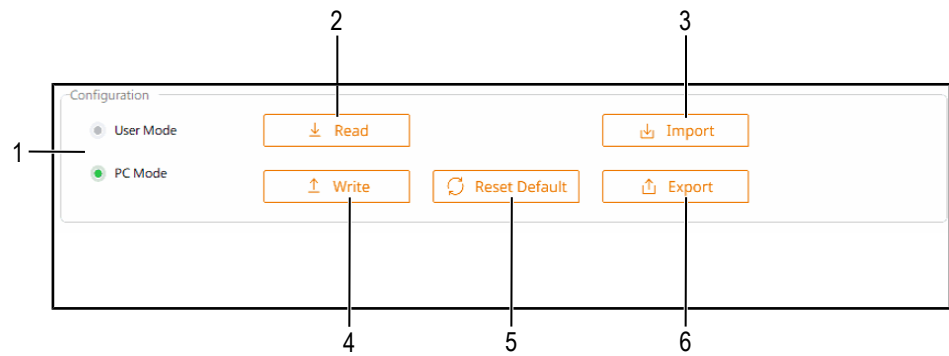 2
3
Configuration
User Mode
Read
Import
1
PC Mode
Write
Reset Default
Export
4
5
6